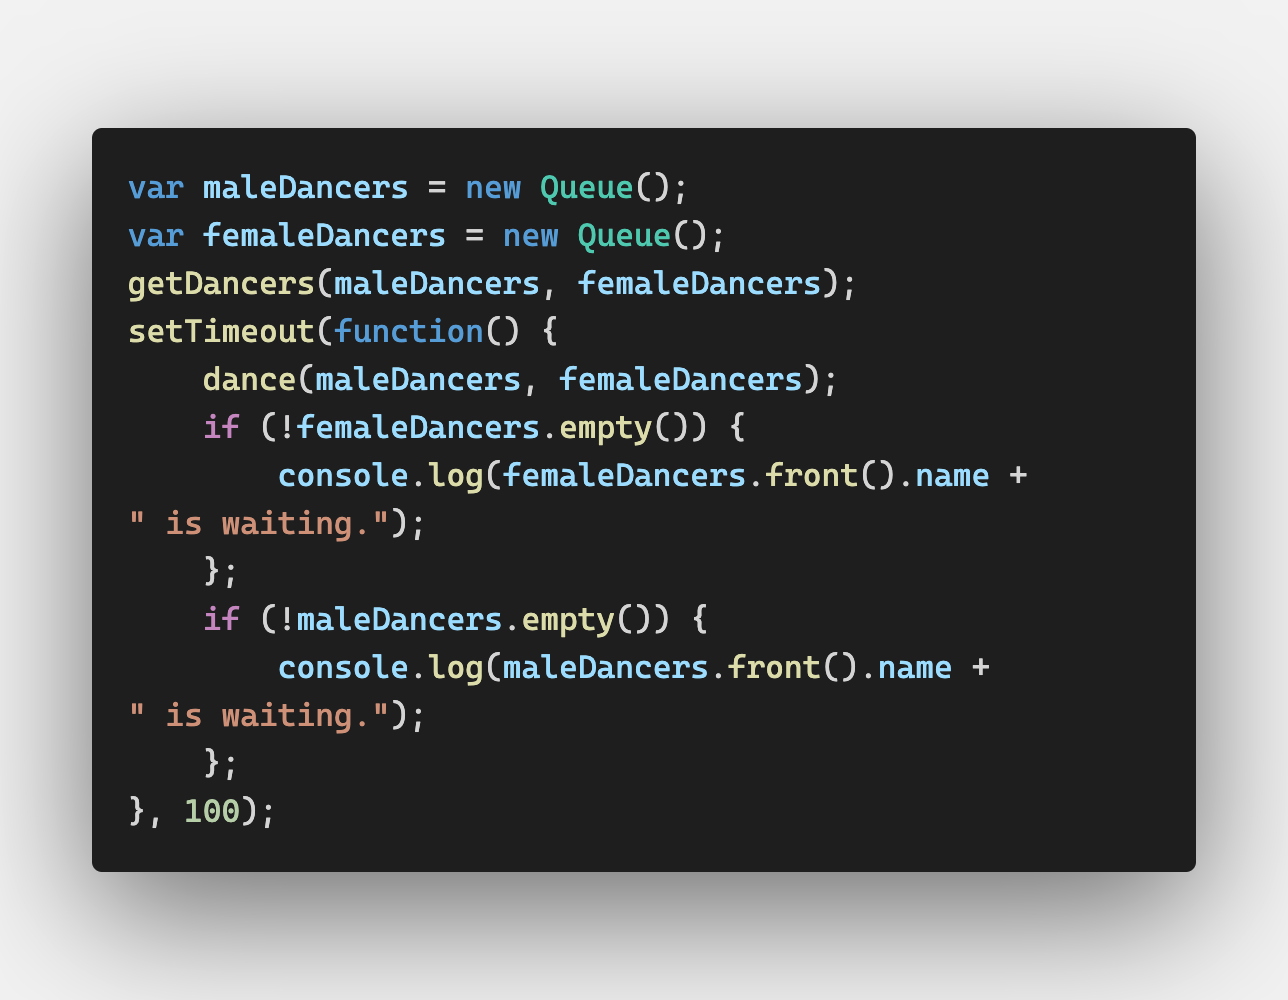 var maleDancers = new Queue();
var femaleDancers = new Queue();
getDancers(maleDancers, femaleDancers);
setTimeout(function() {
    dance(maleDancers, femaleDancers);
    if (!femaleDancers.empty()) {
        console.log(femaleDancers.front().name +
" is waiting.");
    };
    if (!maleDancers.empty()) {
        console.log(maleDancers.front().name +
" is waiting.");
    };
}, 100);